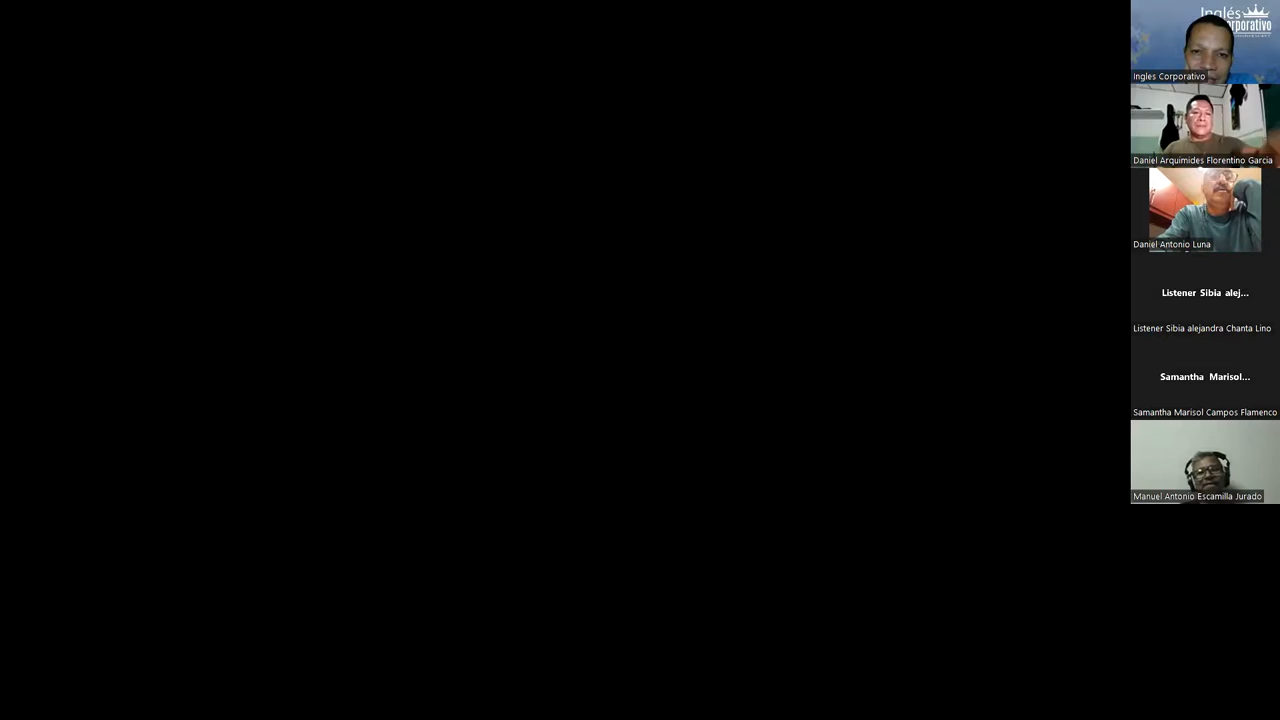 Inglés
Corporativo
Ingles Corporativo
Daniel Arquimides Florentino Garcia
Daniel Antonio Luna
Listener Sibia alej...
Listener Sibia alejandra Chanta Lino
Samantha Marisol...
Samantha Marisol Campos Flamenco
Manuel Antonio Escamilla Jurado